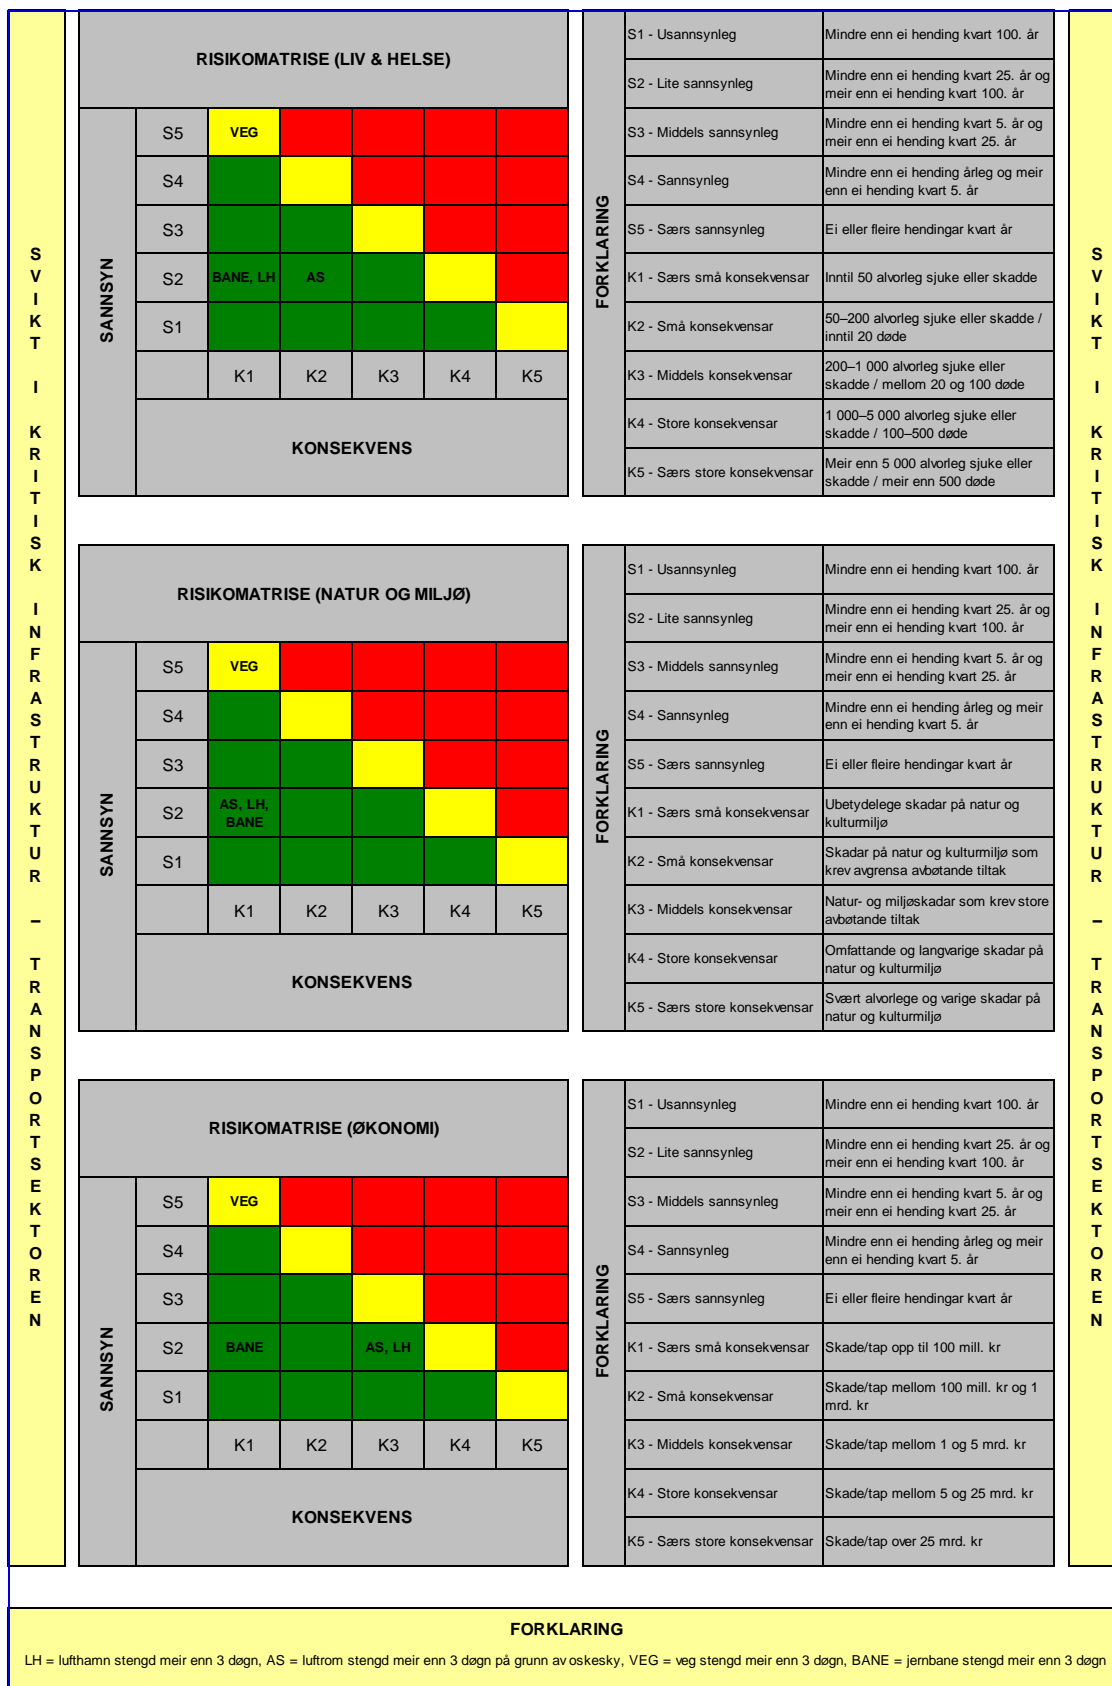 SVIKT I KRITISK INFRASTRUKTUR – TRANSPORTSEKTOREN
RISIKOMATRISE (LIV & HELSE)
SANNSYN
S5
VEG
S4
S3
S2
BANE, LH
AS
S1
K1
K2
K3
K4
K5
KONSEKVENS
FORKLARING
S1 - Usannsynleg
Mindre enn ei hending kvart 100. år
S2 - Lite sannsynleg
Mindre enn ei hending kvart 25. år og
meir enn ei hending kvart 100. år
S3 - Middels sannsynleg
Mindre enn ei hending kvart 5. år og
meir enn ei hending kvart 25. år
S4 - Sannsynleg
Mindre enn ei hending årleg og meir
enn ei hending kvart 5. år
S5 - Særs sannsynleg
Ei eller fleire hendingar kvart år
K1 - Særs små konsekvensar
Inntil 50 alvorleg sjuke eller skadde
K2 - Små konsekvensar
50–200 alvorleg sjuke eller skadde /
inntil 20 døde
K3 - Middels konsekvensar
200–1 000 alvorleg sjuke eller
skadde / mellom 20 og 100 døde
K4 - Store konsekvensar
1 000–5 000 alvorleg sjuke eller
skadde / 100–500 døde
K5 - Særs store konsekvensar
Meir enn 5 000 alvorleg sjuke eller
skadde / meir enn 500 døde
RISIKOMATRISE (NATUR OG MILJØ)
SANNSYN
S5
VEG
S4
S3
S2
AS, LH,
BANE
S1
K1
K2
K3
K4
K5
KONSEKVENS
FORKLARING
S1 - Usannsynleg
Mindre enn ei hending kvart 100. år
S2 - Lite sannsynleg
Mindre enn ei hending kvart 25. år og
meir enn ei hending kvart 100. år
S3 - Middels sannsynleg
Mindre enn ei hending kvart 5. år og
meir enn ei hending kvart 25. år
S4 - Sannsynleg
Mindre enn ei hending årleg og meir
enn ei hending kvart 5. år
S5 - Særs sannsynleg
Ei eller fleire hendingar kvart år
K1 - Særs små konsekvensar
Ubetydelege skadar på natur og
kulturmiljø
K2 - Små konsekvensar
Skadar på natur og kulturmiljø som
krev avgrensa avbøtande tiltak
K3 - Middels konsekvensar
Natur- og miljøskadar som krev store
avbøtande tiltak
K4 - Store konsekvensar
Omfattande og langvarige skadar på
natur og kulturmiljø
K5 - Særs store konsekvensar
Svært alvorlege og varige skadar på
natur og kulturmiljø
RISIKOMATRISE (ØKONOMI)
SANNSYN
S5
VEG
S4
S3
S2
BANE
AS, LH
S1
K1
K2
K3
K4
K5
KONSEKVENS
FORKLARING
S1 - Usannsynleg
Mindre enn ei hending kvart 100. år
S2 - Lite sannsynleg
Mindre enn ei hending kvart 25. år og
meir enn ei hending kvart 100. år
S3 - Middels sannsynleg
Mindre enn ei hending kvart 5. år og
meir enn ei hending kvart 25. år
S4 - Sannsynleg
Mindre enn ei hending årleg og meir
enn ei hending kvart 5. år
S5 - Særs sannsynleg
Ei eller fleire hendingar kvart år
K1 - Særs små konsekvensar
Skade/tap opp til 100 mill. kr
K2 - Små konsekvensar
Skade/tap mellom 100 mill. kr og 1
mrd. kr
K3 - Middels konsekvensar
Skade/tap mellom 1 og 5 mrd. kr
K4 - Store konsekvensar
Skade/tap mellom 5 og 25 mrd. kr
K5 - Særs store konsekvensar
Skade/tap over 25 mrd. kr
SVIKT I KRITISK INFRASTRUKTUR – TRANSPORTSEKTOREN
FORKLARING
LH = lufthamn stengd meir enn 3 døgn, AS = luftrom stengd meir enn 3 døgn på grunn av oskesky, VEG = veg stengd meir enn 3 døgn, BANE = jernbane stengd meir enn 3 døgn